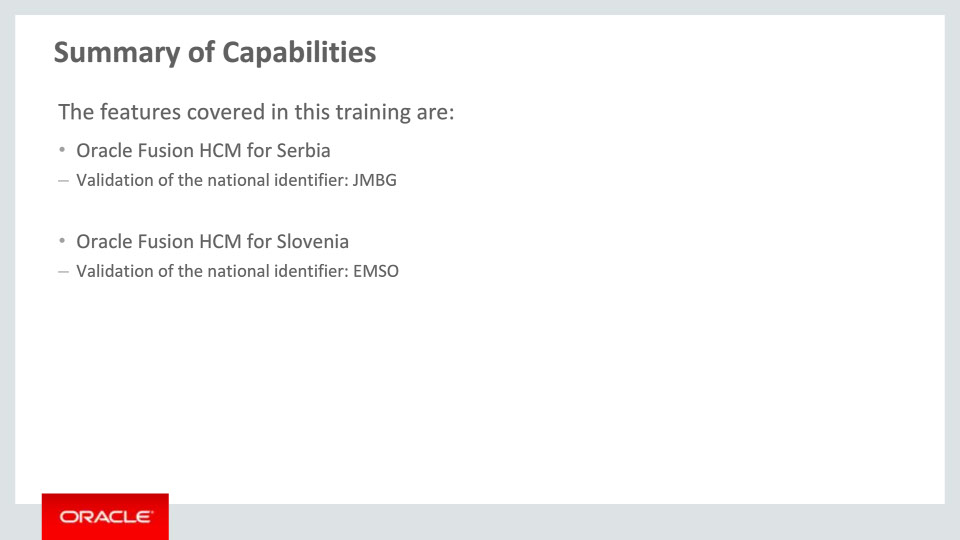 Summary of Capabilities
The features covered in this training are:
• Oracle Fusion HCM for Serbia
– Validation of the national identifier: JMBG
• Oracle Fusion HCM for Slovenia
– Validation of the national identifier: EMSO
ORACLE